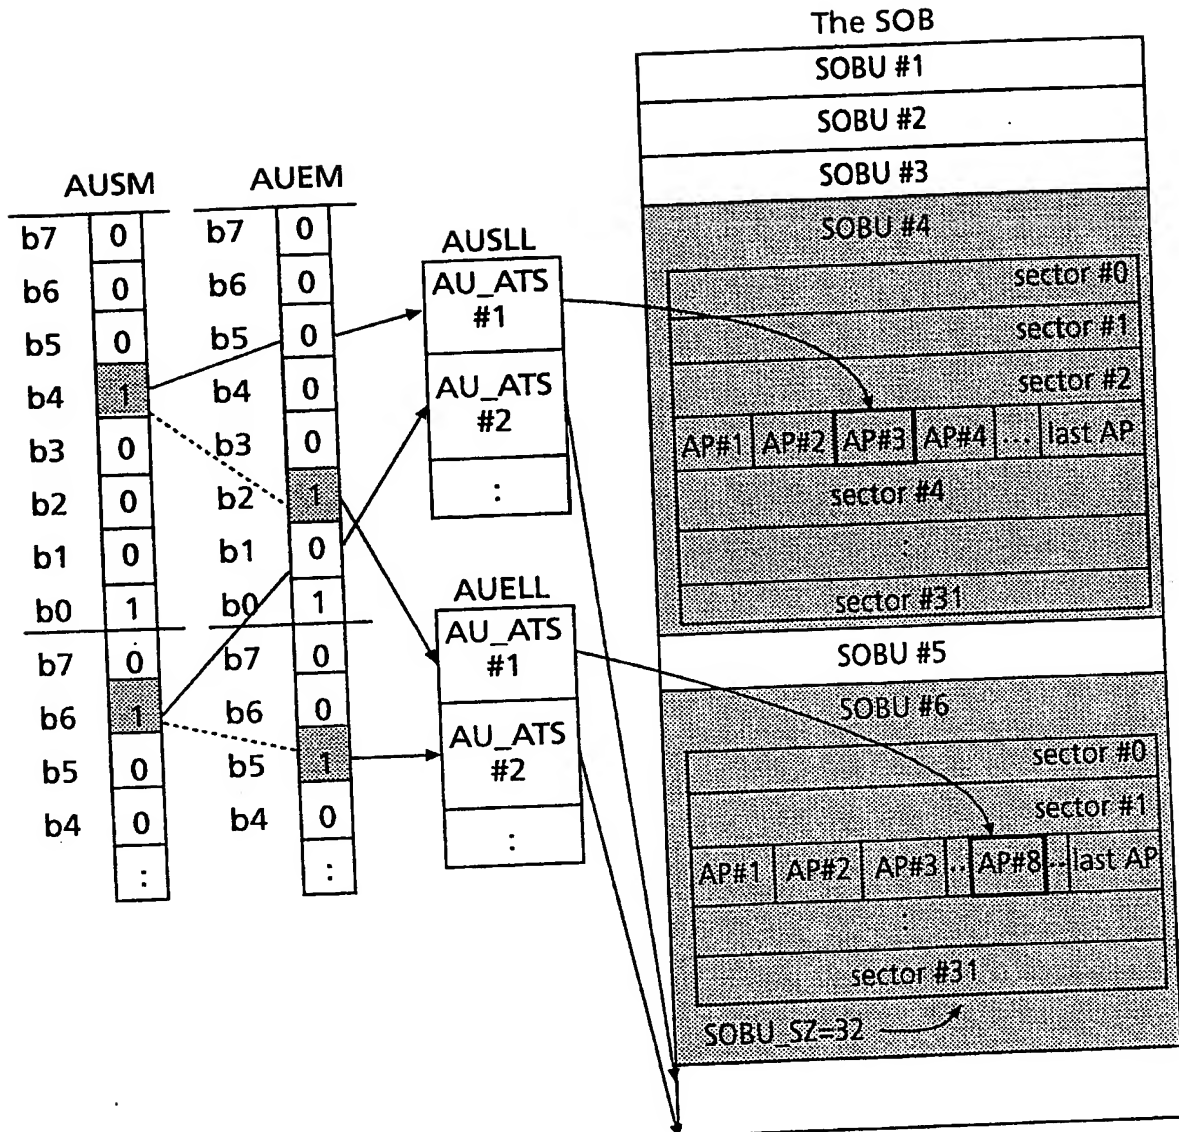 The SOB
SOBU #1
SOBU #2
SOBU #3
SOBU #4
sector #0
sector #1
sector #2
AP#1 AP#2 AP#3 AP#4 ... last AP
sector #4
:
sector #31
SOBU #5
SOBU #6
sector #0
sector #1
AP#1 AP#2 AP#3 .. AP#8 .. last AP
:
sector #31
SOBU_SZ=32
AUSM
b7 0
b6 0
b5 0
b4 1
b3 0
b2 0
b1 0
b0 1
b7 0
b6 1
b5 0
b4 0
:
AUEM
b7 0
b6 0
b5 0
b4 0
b3 0
b2 1
b1 0
b0 1
b7 0
b6 0
b5 1
b4 0
:
AUSLL
AU_ATS
#1
AU_ATS
#2
:
AUELL
AU_ATS
#1
AU_ATS
#2
: